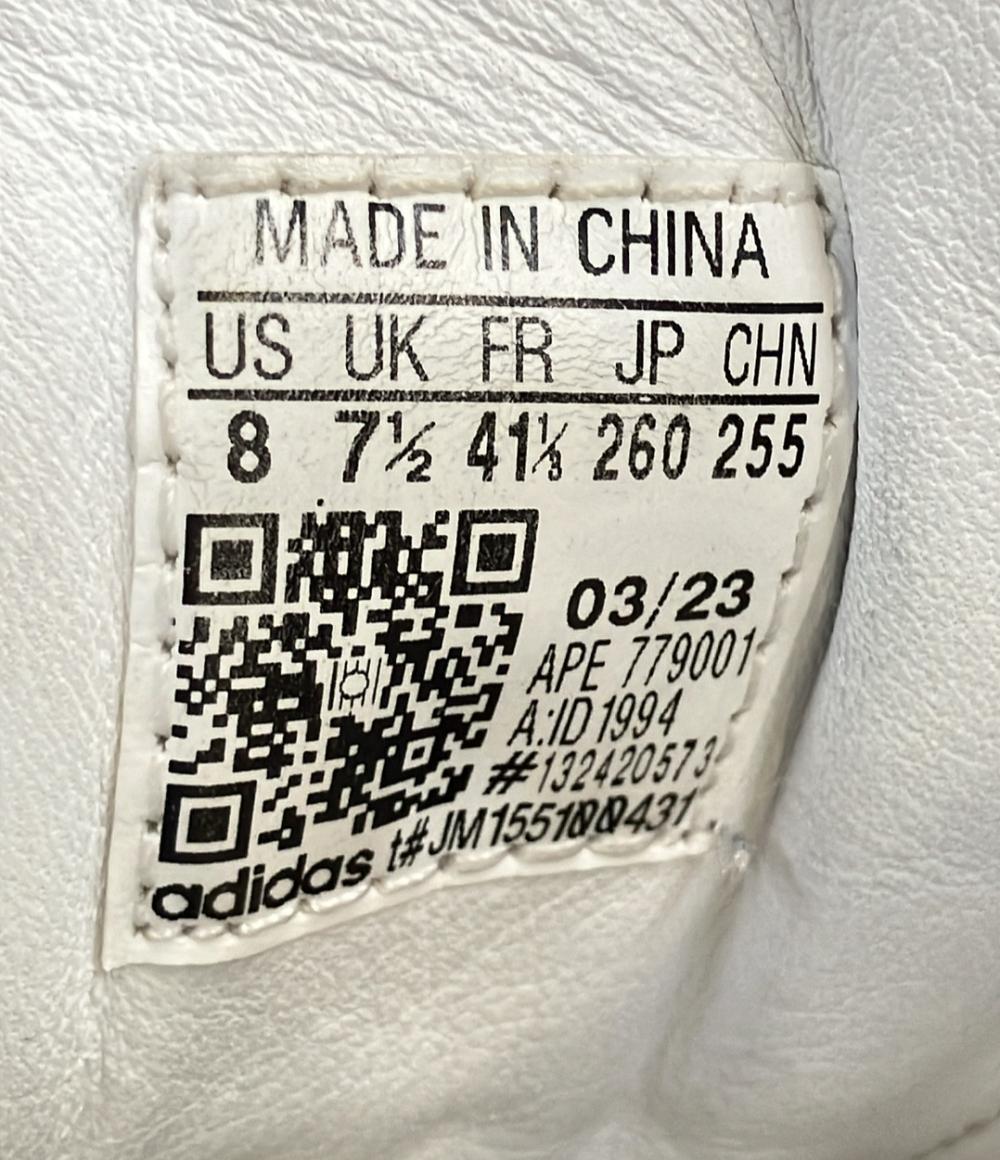 MADE IN CHINA
US UK FR JP CHN
8 7½ 41⅓ 260 255
03/23
APE 779001
A:ID1994
#132420573
t#JM155100431
adidas